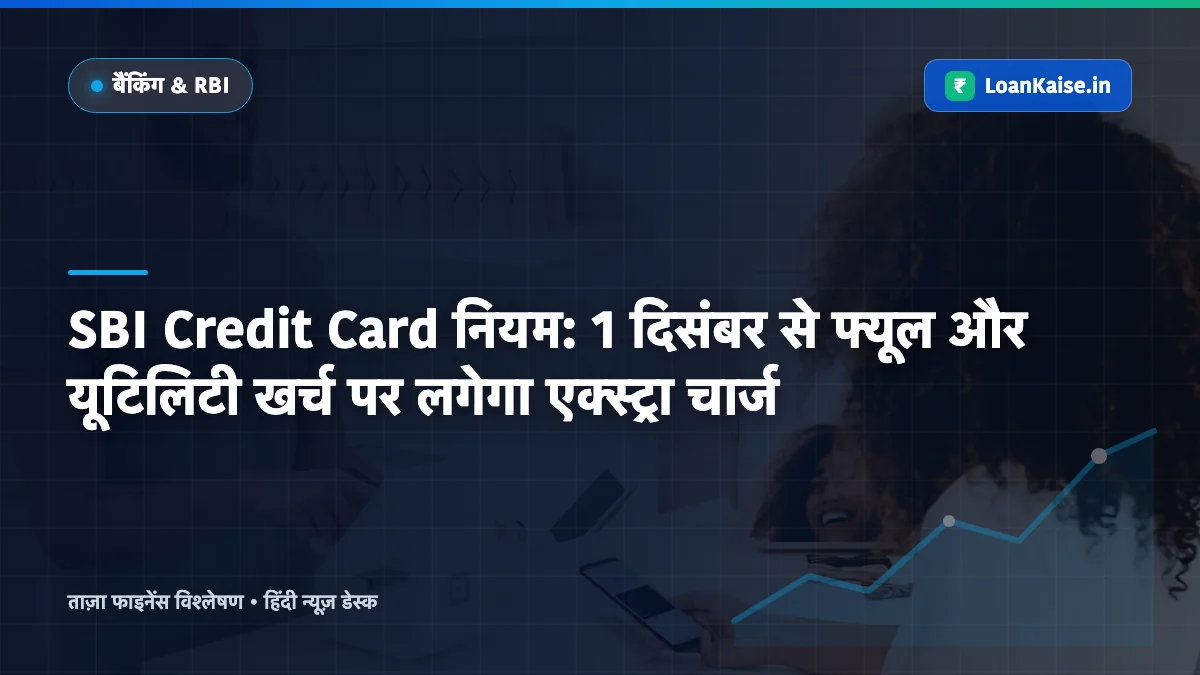 बैंकिंग & RBI
₹ LoanKaise.in
SBI Credit Card नियम: 1 दिसंबर से फ्यूल और
यूटिलिटी खर्च पर लगेगा एक्स्ट्रा चार्ज
ताज़ा फाइनेंस विश्लेषण • हिंदी न्यूज़ डेस्क